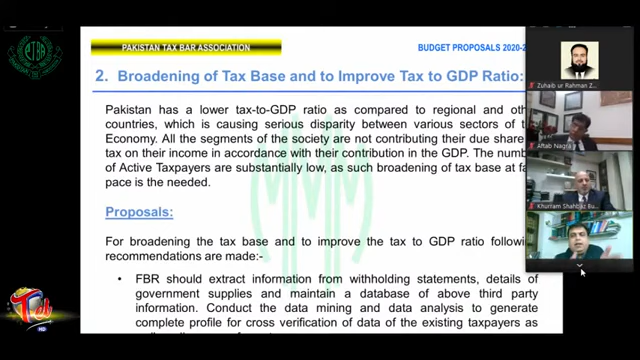 PTBA
PAKISTAN TAX BAR ASSOCIATION
BUDGET PROPOSALS 2020-2
2. Broadening of Tax Base and to Improve Tax to GDP Ratio:
Pakistan has a lower tax-to-GDP ratio as compared to regional and oth
countries, which is causing serious disparity between various sectors of t
Economy. All the segments of the society are not contributing their due share
tax on their income in accordance with their contribution in the GDP. The numb
of Active Taxpayers are substantially low, as such broadening of tax base at fa
pace is the needed.
Proposals:
For broadening the tax base and to improve the tax to GDP ratio followin
recommendations are made:-
• FBR should extract information from withholding statements, details of
government supplies and maintain a database of above third party
information. Conduct the data mining and data analysis to generate
complete profile for cross verification of data of the existing taxpayers as
Zuhaib ur Rahman Z...
Aftab Nagra
Khurram Shahbaz Bu...
HD